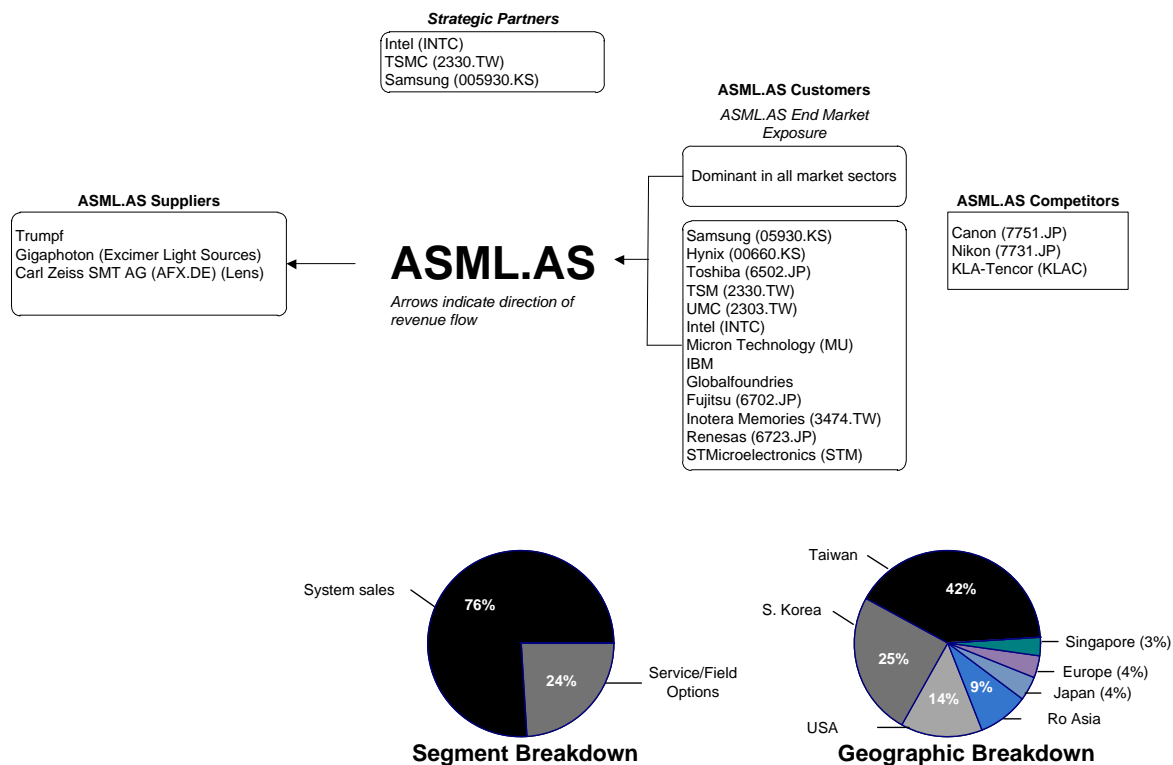 Strategic Partners
Intel (INTC)
TSMC (2330.TW)
Samsung (005930.KS)
ASML.AS Customers
ASML.AS End Market
Exposure
Dominant in all market sectors
ASML.AS Suppliers
Trumpf
Gigaphoton (Excimer Light Sources)
Carl Zeiss SMT AG (AFX.DE) (Lens)
ASML.AS
Arrows indicate direction of
revenue flow
Samsung (05930.KS)
Hynix (00660.KS)
Toshiba (6502.JP)
TSM (2330.TW)
UMC (2303.TW)
Intel (INTC)
Micron Technology (MU)
IBM
Globalfoundries
Fujitsu (6702.JP)
Inotera Memories (3474.TW)
Renesas (6723.JP)
STMicroelectronics (STM)
ASML.AS Competitors
Canon (7751.JP)
Nikon (7731.JP)
KLA-Tencor (KLAC)
System sales
76%
24%
Service/Field
Options
Segment Breakdown
Taiwan
42%
S. Korea
25%
14%
9%
Singapore (3%)
Europe (4%)
Japan (4%)
Ro Asia
USA
Geographic Breakdown